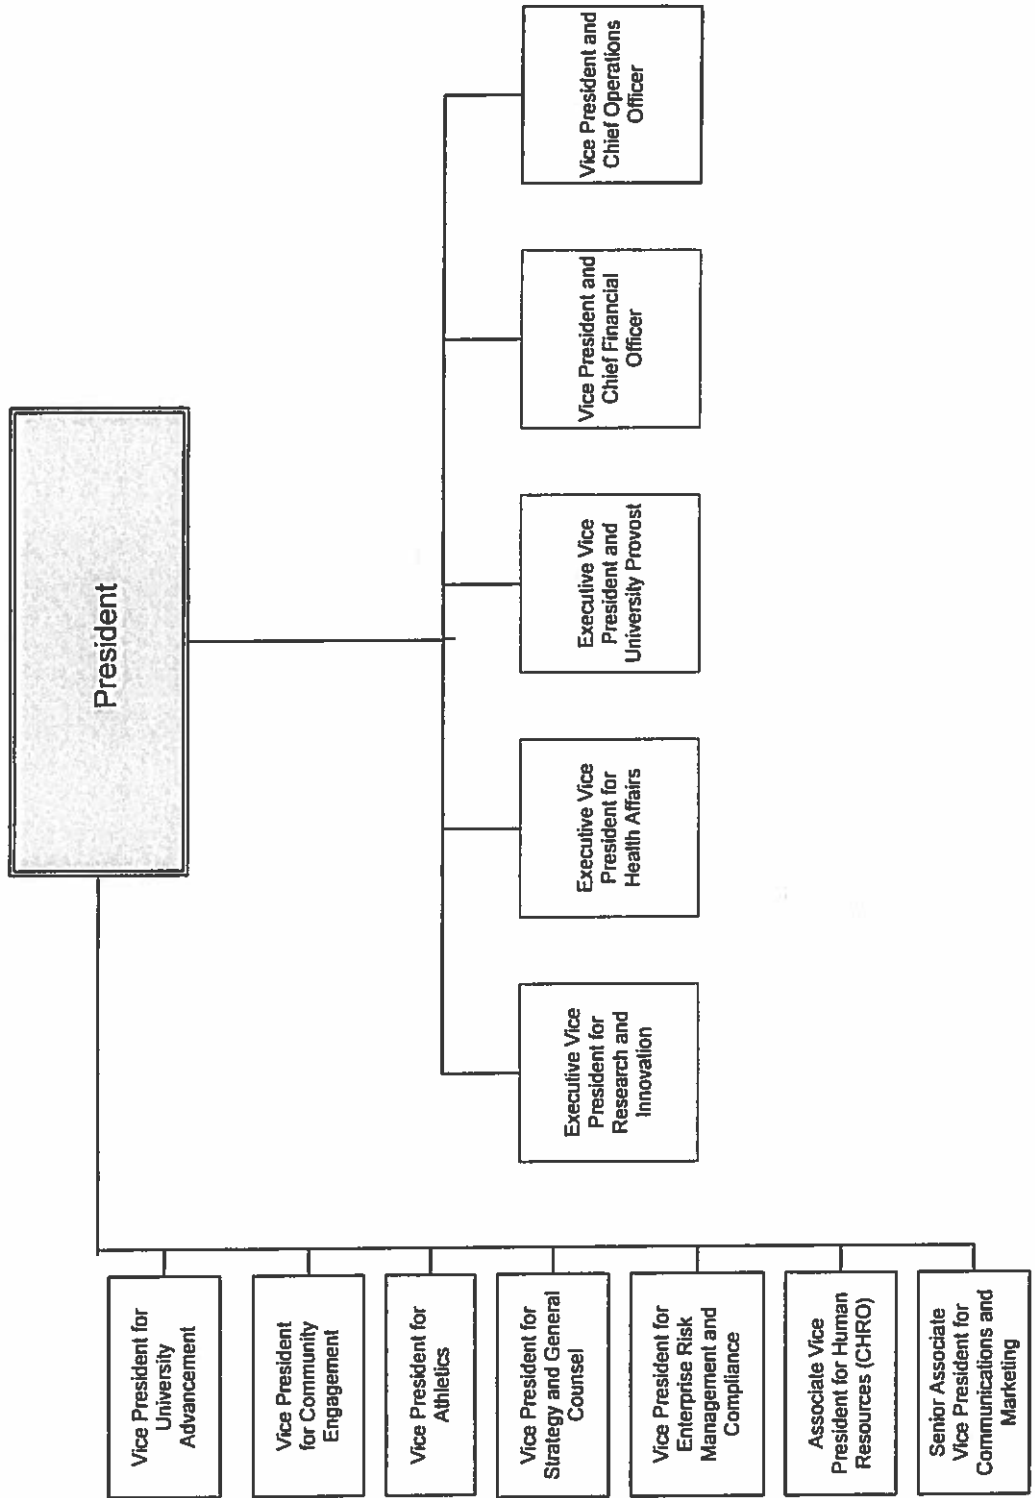 President
Vice President for
University
Advancement
Vice President
for Community
Engagement
Vice President for
Athletics
Vice President for
Strategy and General
Counsel
Vice President for
Enterprise Risk
Management and
Compliance
Associate Vice
President for Human
Resources (CHRO)
Senior Associate
Vice President for
Communications and
Marketing
Executive Vice
President for
Research and
Innovation
Executive Vice
President for
Health Affairs
Executive Vice
President and
University Provost
Vice President and
Chief Financial
Officer
Vice President and
Chief Operations
Officer